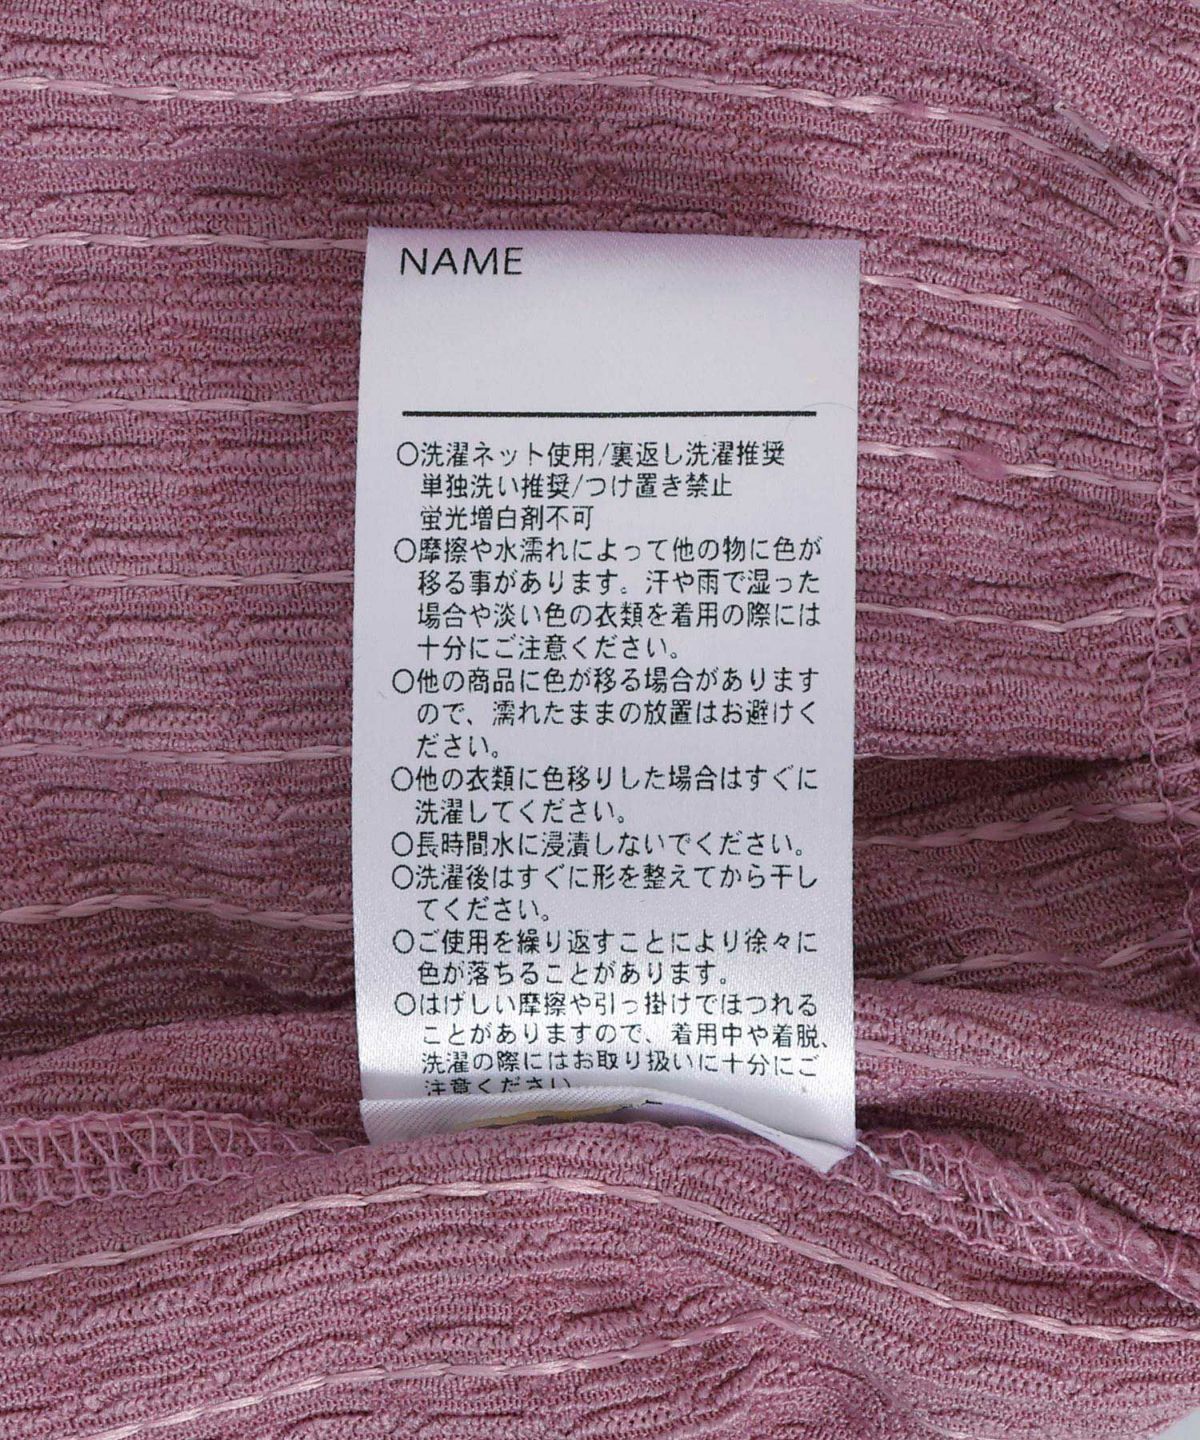 NAME
○洗濯ネット使用/裏返し洗濯推奨
単独洗い推奨/つけ置き禁止
蛍光増白剤不可
○摩擦や水濡れによって他の物に色が
移る事があります。汗や雨で湿った
場合や淡い色の衣類を着用の際には
十分にご注意ください。
○他の商品に色が移る場合があります
ので、濡れたままの放置はお避けく
ださい。
○他の衣類に色移りした場合はすぐに
洗濯してください。
○長時間水に浸漬しないでください。
○洗濯後はすぐに形を整えてから干し
てください。
○ご使用を繰り返すことにより徐々に
色が落ちることがあります。
○はげしい摩擦や引っ掛けでほつれる
ことがありますので、着用中や着脱、
洗濯の際にはお取り扱いに十分にご
注意ください。